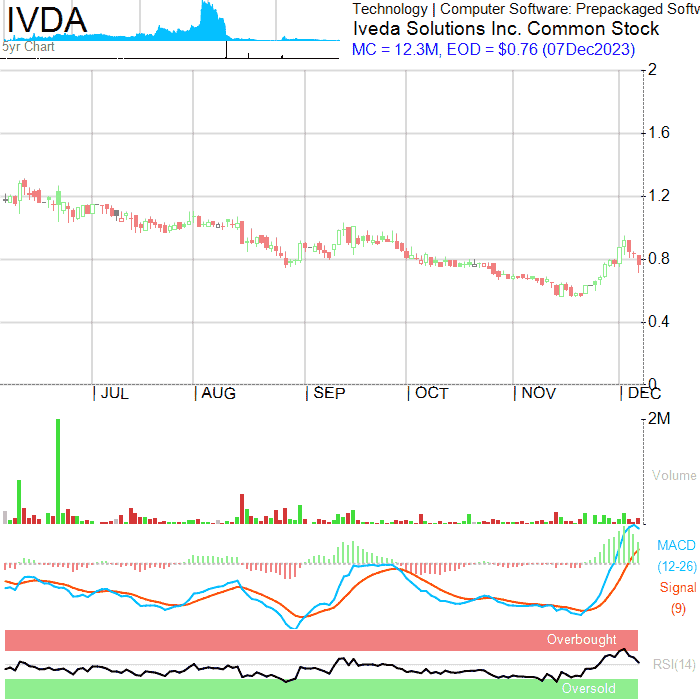 IVDA
5yr Chart
Technology | Computer Software: Prepackaged Softw
Iveda Solutions Inc. Common Stock
MC = 12.3M, EOD = $0.76 (07Dec2023)
2
1.6
1.2
0.8
0.4
0
JUL
AUG
SEP
OCT
NOV
DEC
2M
Volume
MACD
(12-26)
Signal
(9)
Overbought
RSI(14)
Oversold